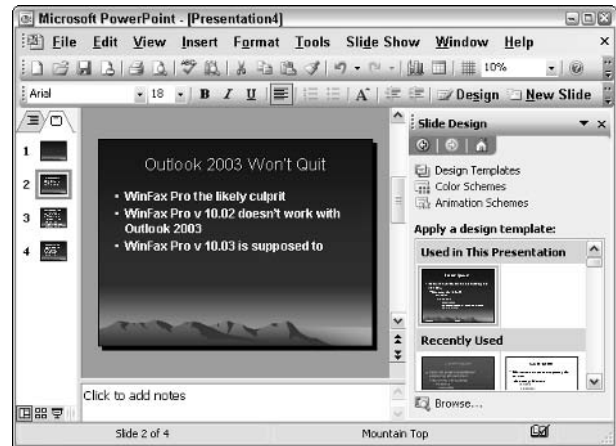 Microsoft PowerPoint - [Presentation4]
File Edit View Insert Format Tools Slide Show Window Help
10%
Arial 18 B I U A Design New Slide
1
2
3
4
Outlook 2003 Won't Quit
• WinFax Pro the likely culprit
• WinFax Pro v 10.02 doesn't work with
Outlook 2003
• WinFax Pro v 10.03 is supposed to
Click to add notes
Slide Design
Design Templates
Color Schemes
Animation Schemes
Apply a design template:
Used in This Presentation
Recently Used
Browse...
Slide 2 of 4 Mountain Top